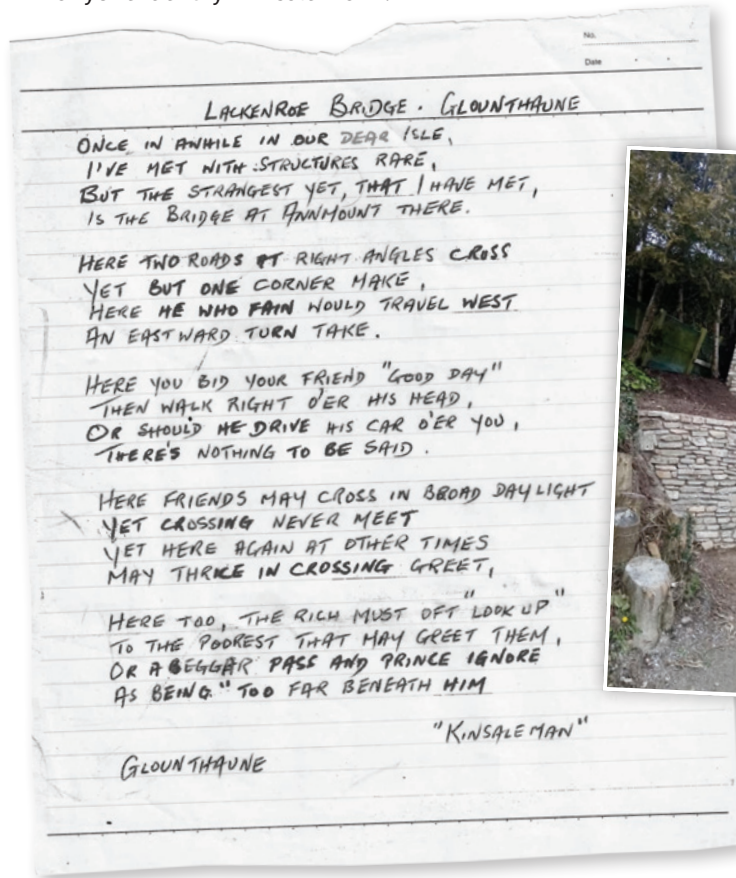 No.
Date
LACKENROE BRIDGE. GLOUNTHAUNE
ONCE IN AWHILE IN OUR DEAR ISLE,
I'VE MET WITH STRUCTURES RARE,
BUT THE STRANGEST YET, THAT I HAVE MET,
IS THE BRIDGE AT ANNMOUNT THERE.
HERE TWO ROADS AT RIGHT ANGLES CROSS
YET BUT ONE CORNER MAKE,
HERE HE WHO FAIN WOULD TRAVEL WEST
AN EASTWARD TURN TAKE.
HERE YOU BID YOUR FRIEND "GOOD DAY"
THEN WALK RIGHT O'ER HIS HEAD,
OR SHOULD HE DRIVE HIS CAR O'ER YOU,
THERE'S NOTHING TO BE SAID.
HERE FRIENDS MAY CROSS IN BROAD DAYLIGHT
YET CROSSING NEVER MEET
YET HERE AGAIN AT OTHER TIMES
MAY THRICE IN CROSSING GREET,
HERE TOO, THE RICH MUST OFT "LOOK UP"
TO THE POOREST THAT MAY GREET THEM,
OR A BEGGAR PASS AND PRINCE IGNORE
AS BEING "TOO FAR BENEATH HIM
"KINSALE MAN"
GLOUNTHAUNE